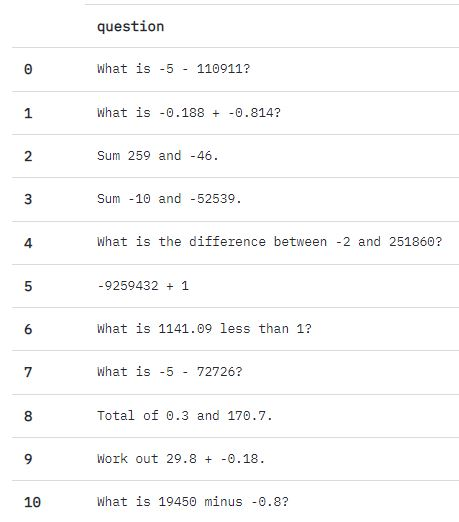 question
0 What is -5 - 110911?
1 What is -0.188 + -0.814?
2 Sum 259 and -46.
3 Sum -10 and -52539.
4 What is the difference between -2 and 251860?
5 -9259432 + 1
6 What is 1141.09 less than 1?
7 What is -5 - 72726?
8 Total of 0.3 and 170.7.
9 Work out 29.8 + -0.18.
10 What is 19450 minus -0.8?